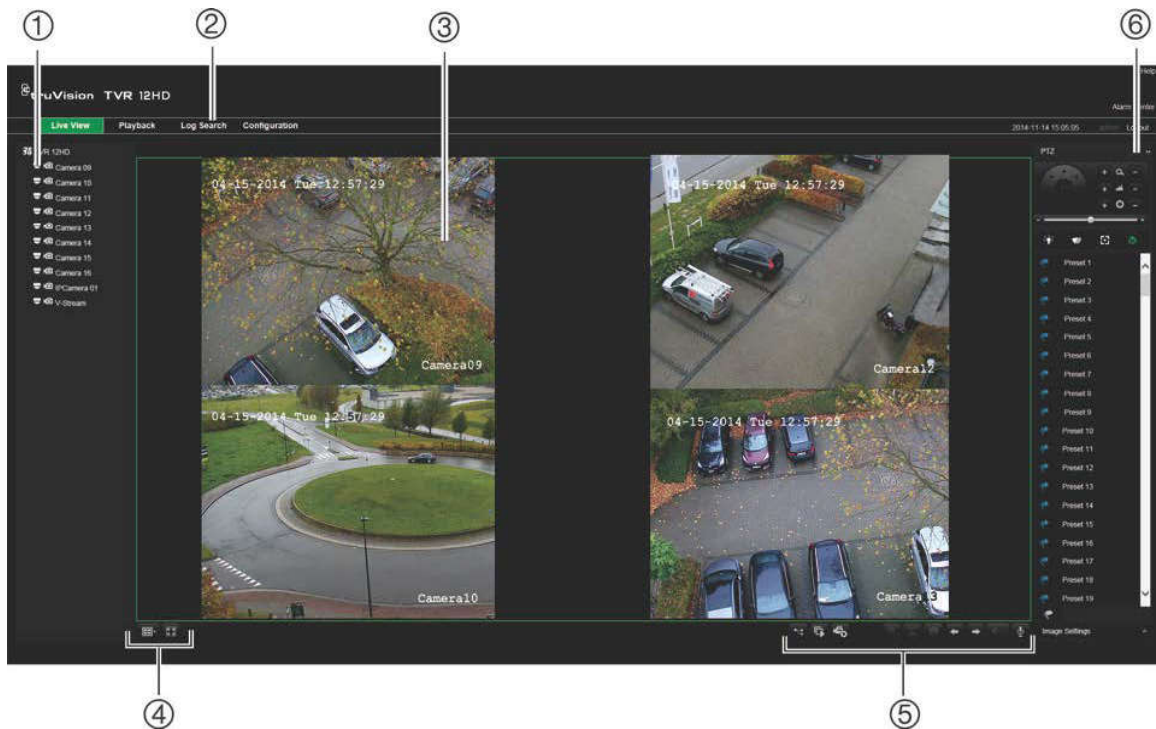 ① ② ③ ⑥
Help
truVision TVR 12HD
Live View Playback Log Search Configuration
2014-11-14 15:05:05 admin
TVR 12HD
Camera 09
Camera 10
Camera 11
Camera 12
Camera 13
Camera 14
Camera 15
Camera 16
IPCamera 01
V-Stream
04-15-2014 Tue 12:57:29
Camera09
04-15-2014 Tue 12:57:29
Camera12
04-15-2014 Tue 12:57:29
Camera10
04-15-2014 Tue 12:57:29
PTZ
Preset 1
Preset 2
Preset 3
Preset 4
Preset 5
Preset 6
Preset 7
Preset 8
Preset 9
Preset 10
Preset 11
Preset 12
Preset 13
Preset 14
Preset 15
Preset 16
Preset 17
Preset 18
Preset 19
Image Settings
④ ⑤